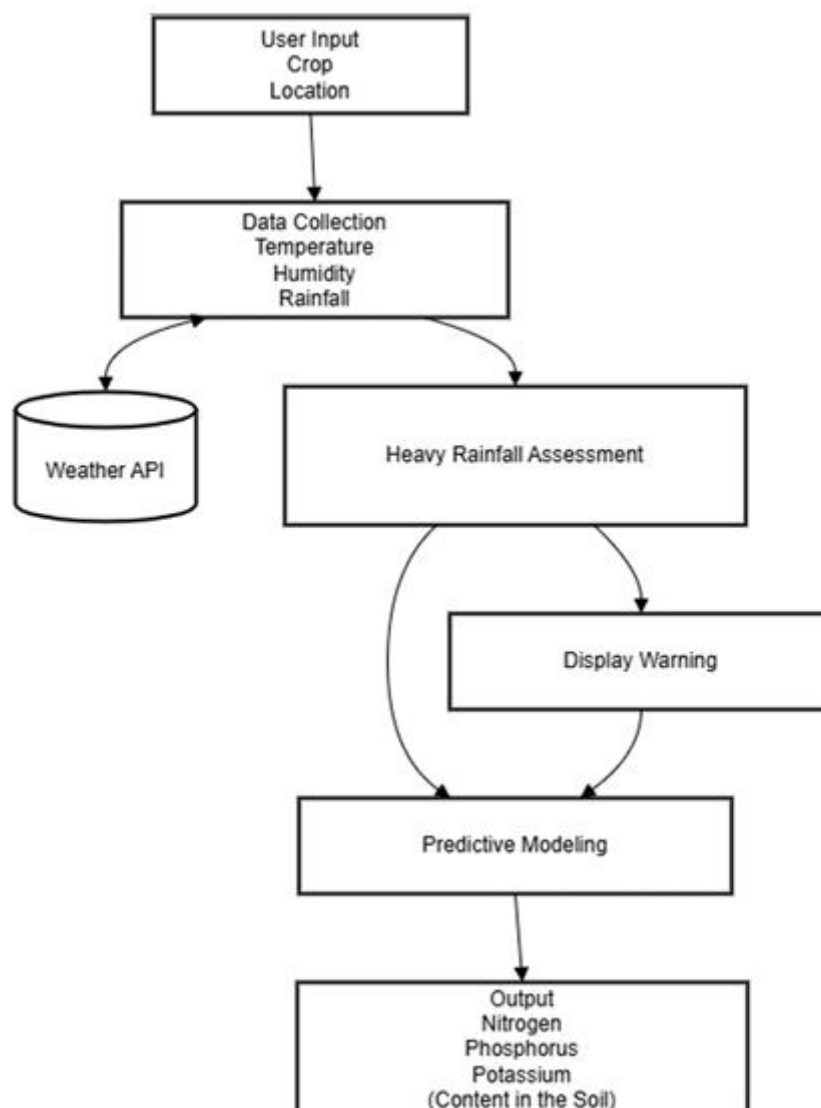 User Input
Crop
Location
Data Collection
Temperature
Humidity
Rainfall
Weather API
Heavy Rainfall Assessment
Display Warning
Predictive Modeling
Output
Nitrogen
Phosphorus
Potassium
(Content in the Soil)